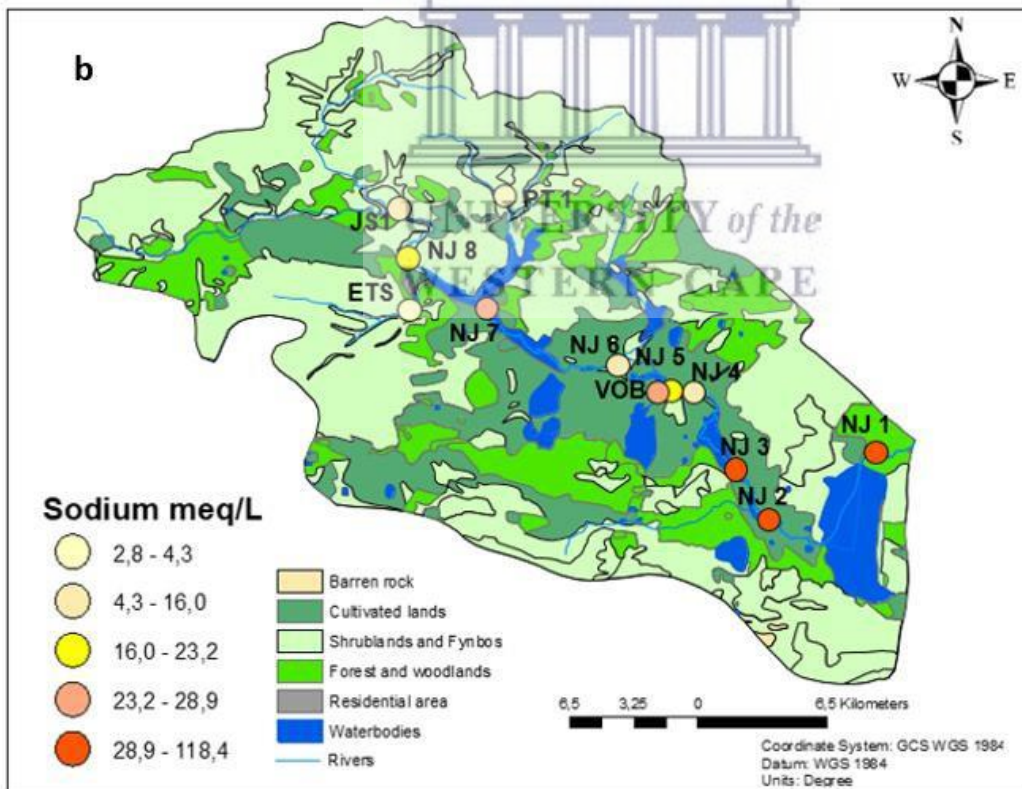 b
N
W E
S
PT 1
JS1
UNIVERSITY of the
NJ 8
WESTERN CAPE
ETS
NJ 7
NJ 6
NJ 5
NJ 4
VOB
NJ 1
NJ 3
NJ 2
Sodium meq/L
2,8 - 4,3
4,3 - 16,0
16,0 - 23,2
23,2 - 28,9
28,9 - 118,4
Barren rock
Cultivated lands
Shrublands and Fynbos
Forest and woodlands
Residential area
Waterbodies
Rivers
6,5 3,25 0 6,5 Kilometers
Coordinate System: GCS WGS 1984
Datum: WGS 1984
Units: Degree